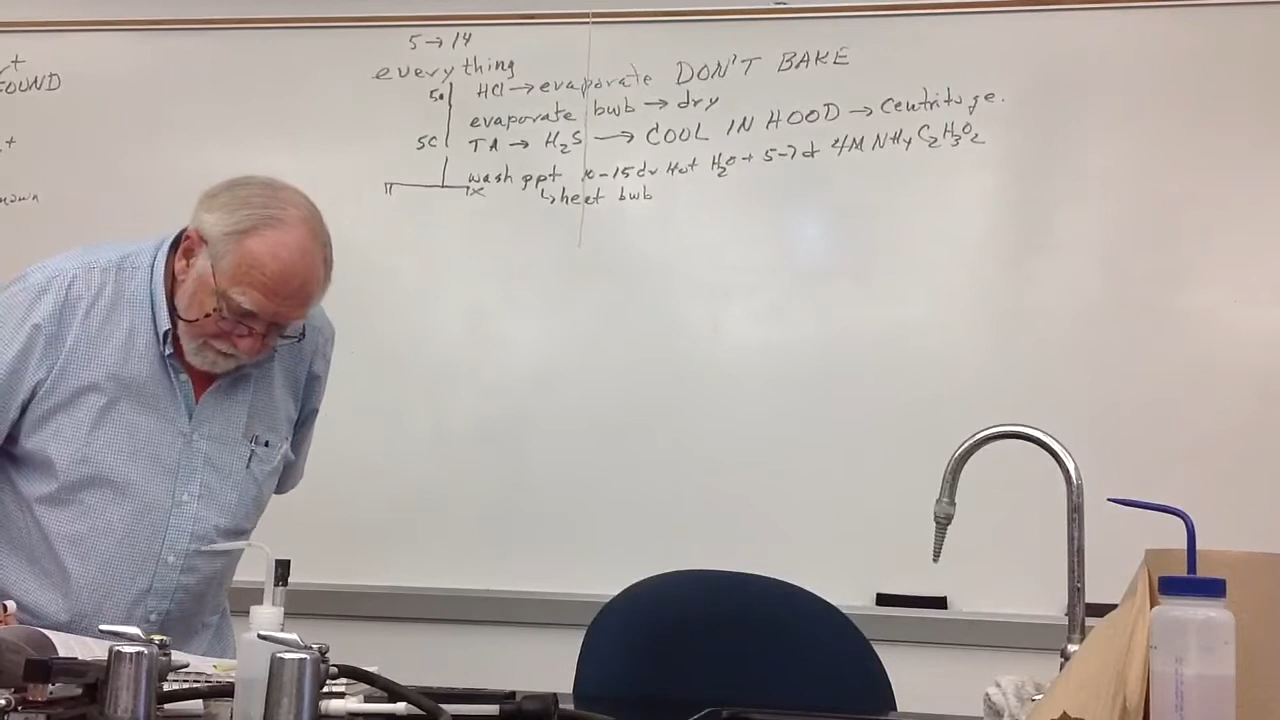 FOUND
5→14
everything
5a HCl → evaporate DON'T BAKE
evaporate bwb → dry
5C TA → H2S → COOL IN HOOD → Centrifuge.
wash ppt 10-15 dr Hot H2O + 5-7 d 4M NH4C2H3O2
↳ heat bwb